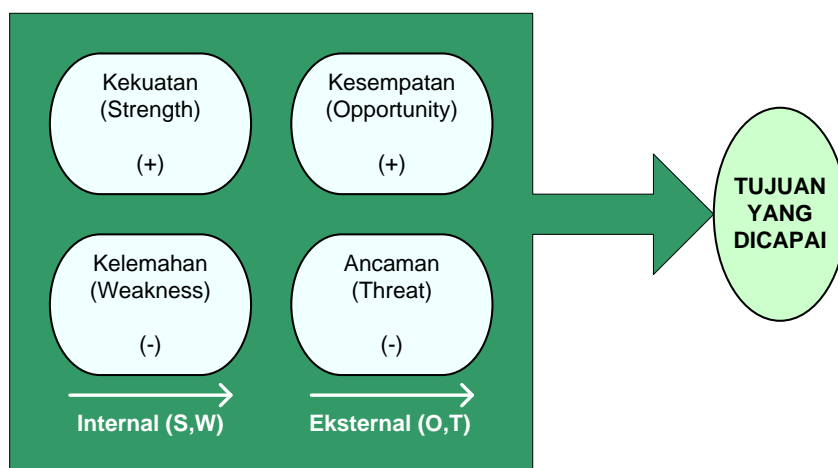 Kekuatan
(Strength)
(+)
Kesempatan
(Opportunity)
(+)
Kelemahan
(Weakness)
(-)
Ancaman
(Threat)
(-)
Internal (S,W)
Eksternal (O,T)
TUJUAN
YANG
DICAPAI